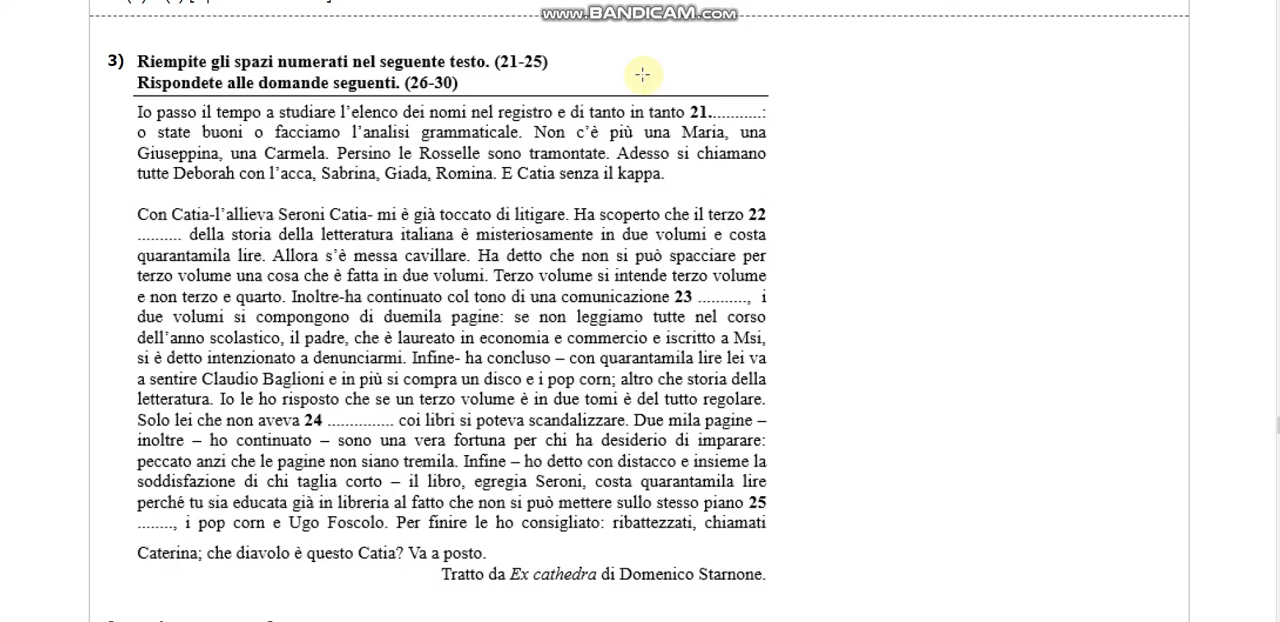 www.BANDICAM.com
3) Riempite gli spazi numerati nel seguente testo. (21-25)
Rispondete alle domande seguenti. (26-30)
Io passo il tempo a studiare l’elenco dei nomi nel registro e di tanto in tanto 21............:
o state buoni o facciamo l’analisi grammaticale. Non c’è più una Maria, una
Giuseppina, una Carmela. Persino le Rosselle sono tramontate. Adesso si chiamano
tutte Deborah con l’acca, Sabrina, Giada, Romina. E Catia senza il kappa.
Con Catia-l’allieva Seroni Catia- mi è già toccato di litigare. Ha scoperto che il terzo 22
.......... della storia della letteratura italiana è misteriosamente in due volumi e costa
quarantamila lire. Allora s’è messa cavillare. Ha detto che non si può spacciare per
terzo volume una cosa che è fatta in due volumi. Terzo volume si intende terzo volume
e non terzo e quarto. Inoltre-ha continuato col tono di una comunicazione 23 ..........., i
due volumi si compongono di duemila pagine: se non leggiamo tutte nel corso
dell’anno scolastico, il padre, che è laureato in economia e commercio e iscritto a Msi,
si è detto intenzionato a denunciarmi. Infine- ha concluso – con quarantamila lire lei va
a sentire Claudio Baglioni e in più si compra un disco e i pop corn; altro che storia della
letteratura. Io le ho risposto che se un terzo volume è in due tomi è del tutto regolare.
Solo lei che non aveva 24 ............... coi libri si poteva scandalizzare. Due mila pagine –
inoltre – ho continuato – sono una vera fortuna per chi ha desiderio di imparare:
peccato anzi che le pagine non siano tremila. Infine – ho detto con distacco e insieme la
soddisfazione di chi taglia corto – il libro, egregia Seroni, costa quarantamila lire
perché tu sia educata già in libreria al fatto che non si può mettere sullo stesso piano 25
........, i pop corn e Ugo Foscolo. Per finire le ho consigliato: ribattezzati, chiamati
Caterina; che diavolo è questo Catia? Va a posto.
Tratto da Ex cathedra di Domenico Starnone.